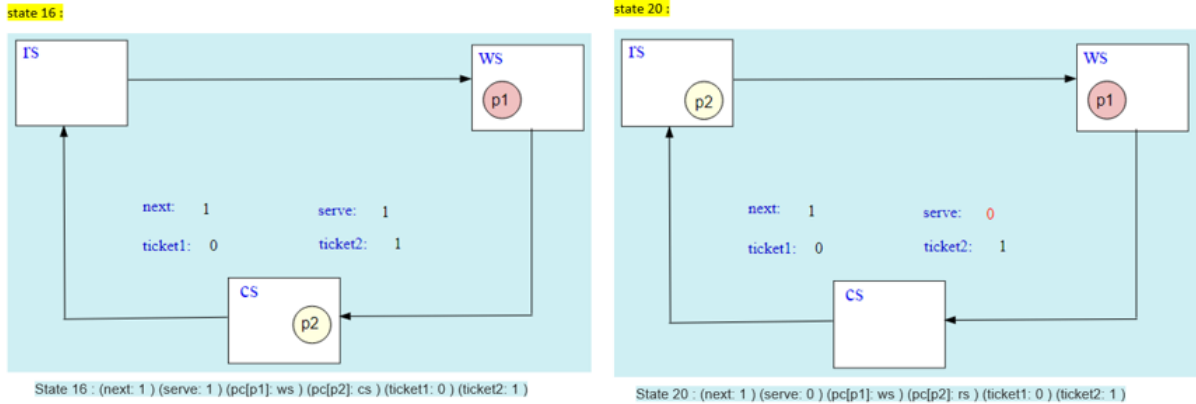 state 16 :
rs
ws
p1
next: 1
serve: 1
ticket1: 0
ticket2: 1
cs
p2
State 16 : (next: 1 ) (serve: 1 ) (pc[p1]: ws ) (pc[p2]: cs ) (ticket1: 0 ) (ticket2: 1 )
state 20 :
rs
p2
ws
p1
next: 1
serve: 0
ticket1: 0
ticket2: 1
cs
State 20 : (next: 1 ) (serve: 0 ) (pc[p1]: ws ) (pc[p2]: rs ) (ticket1: 0 ) (ticket2: 1 )